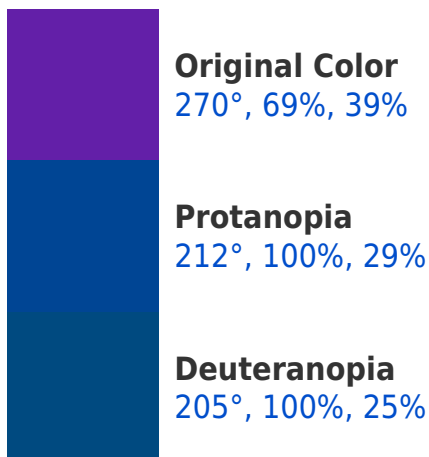 Original Color
270°, 69%, 39%
Protanopia
212°, 100%, 29%
Deuteranopia
205°, 100%, 25%